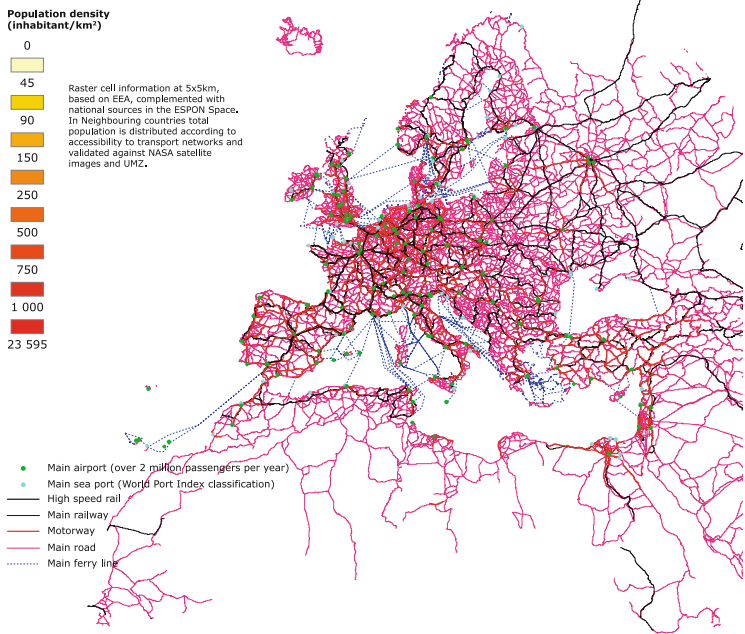 Population density
(inhabitant/km²)
0
45
90
150
250
500
750
1 000
23 595
Raster cell information at 5x5km,
based on EEA, complemented with
national sources in the ESPON Space.
In Neighbouring countries total
population is distributed according to
accessibility to transport networks and
validated against NASA satellite
images and UMZ.
Main airport (over 2 million passengers per year)
Main sea port (World Port Index classification)
High speed rail
Main railway
Motorway
Main road
Main ferry line